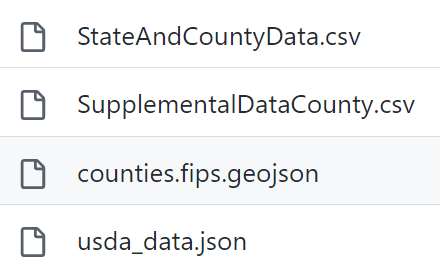 StateAndCountyData.csv
SupplementalDataCounty.csv
counties.fips.geojson
usda_data.json